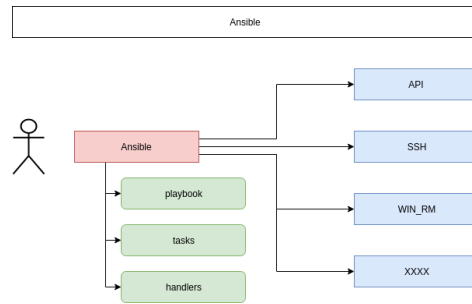 Ansible
API
Ansible
SSH
playbook
WIN_RM
tasks
XXXX
handlers